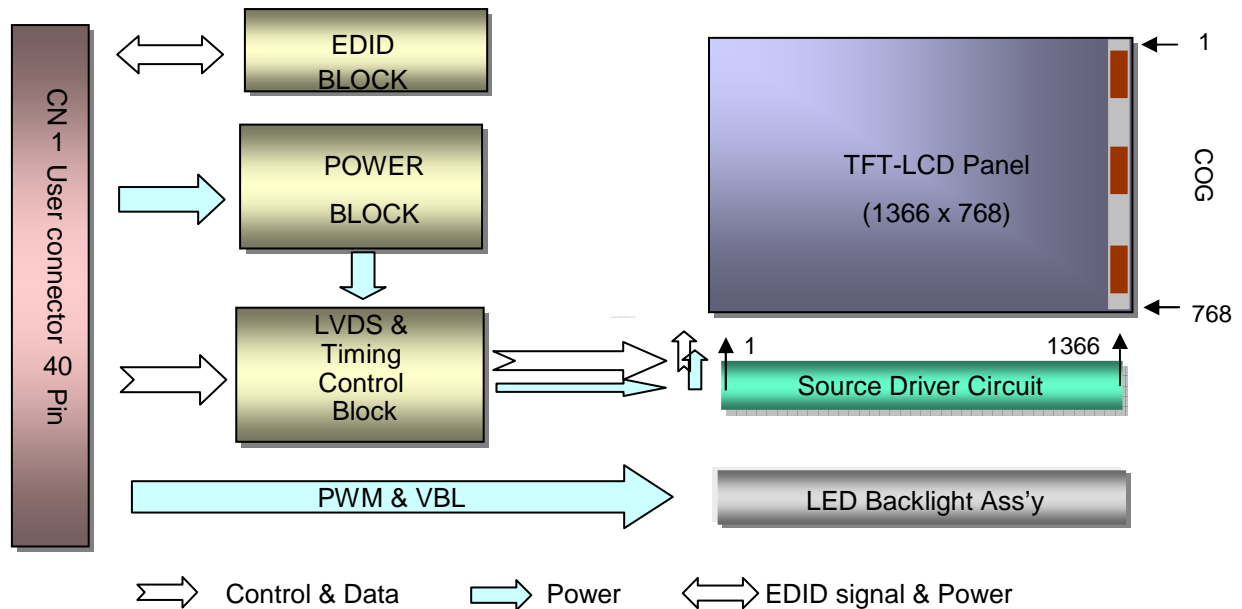 CN 1 User connector 40 Pin
EDID
BLOCK
POWER
BLOCK
LVDS &
Timing
Control
Block
PWM & VBL
TFT-LCD Panel
(1366 x 768)
1
COG
768
1
1366
Source Driver Circuit
LED Backlight Ass'y
Control & Data
Power
EDID signal & Power